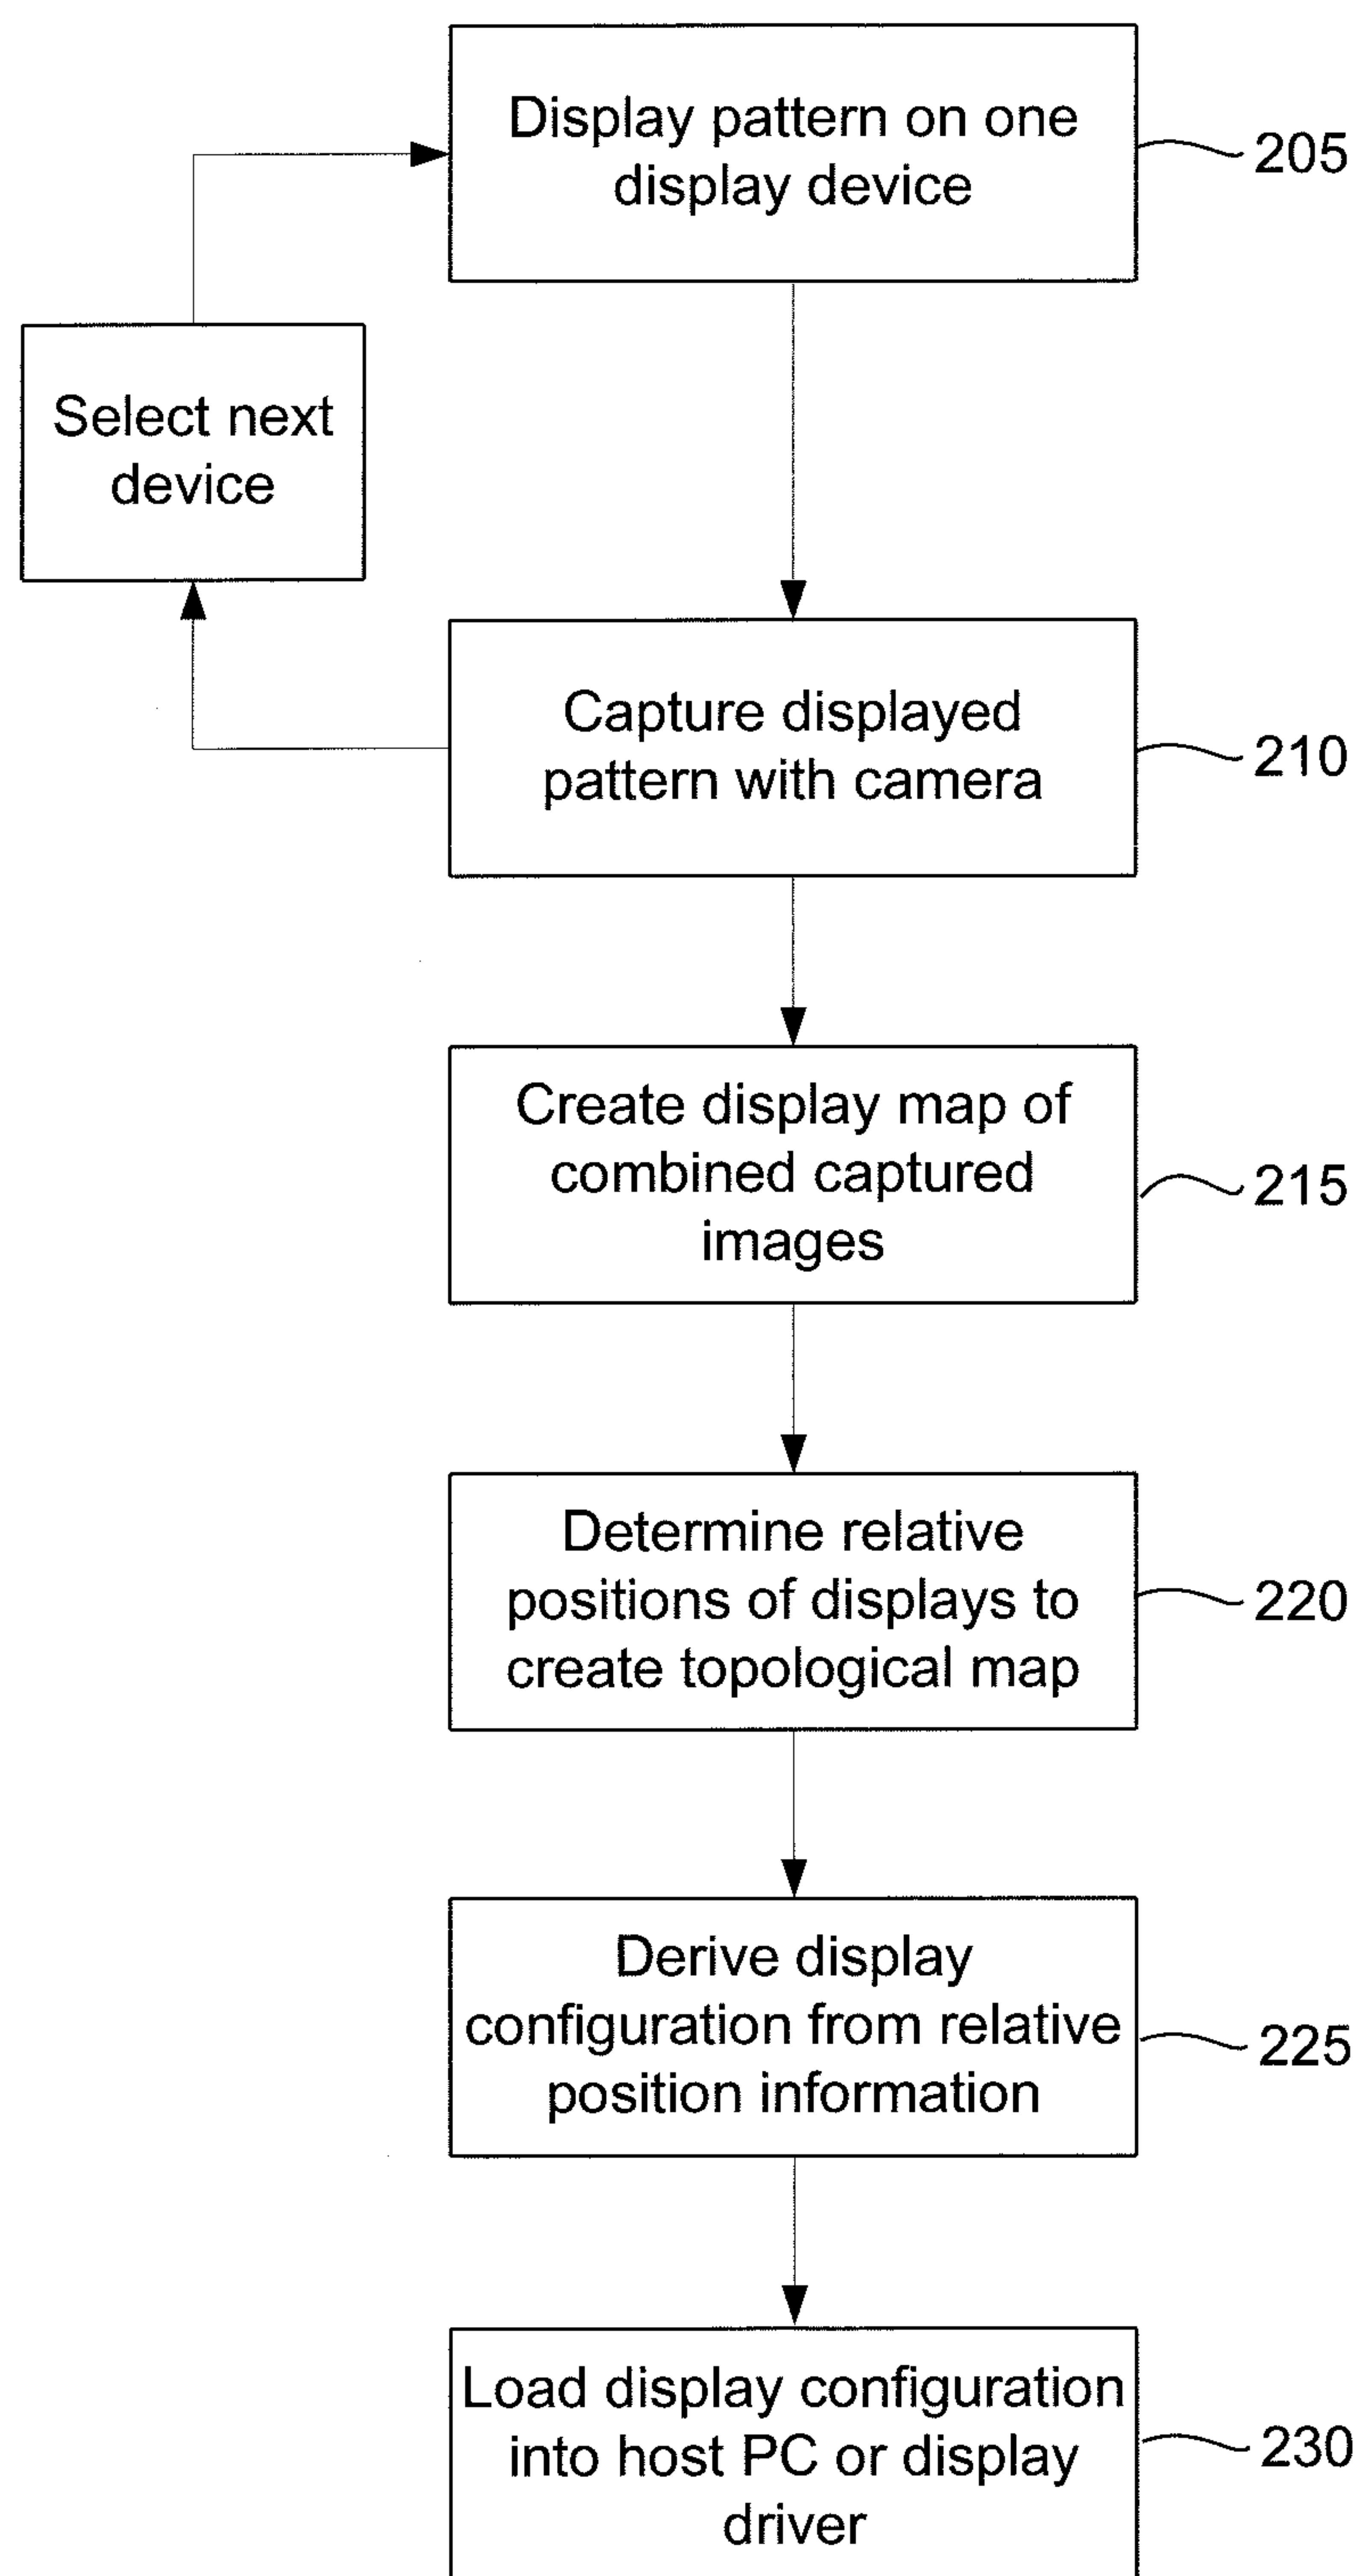 Display pattern on one
display device
205
Select next
device
Capture displayed
pattern with camera
210
Create display map of
combined captured
images
215
Determine relative
positions of displays to
create topological map
220
Derive display
configuration from relative
position information
225
Load display configuration
into host PC or display
driver
230